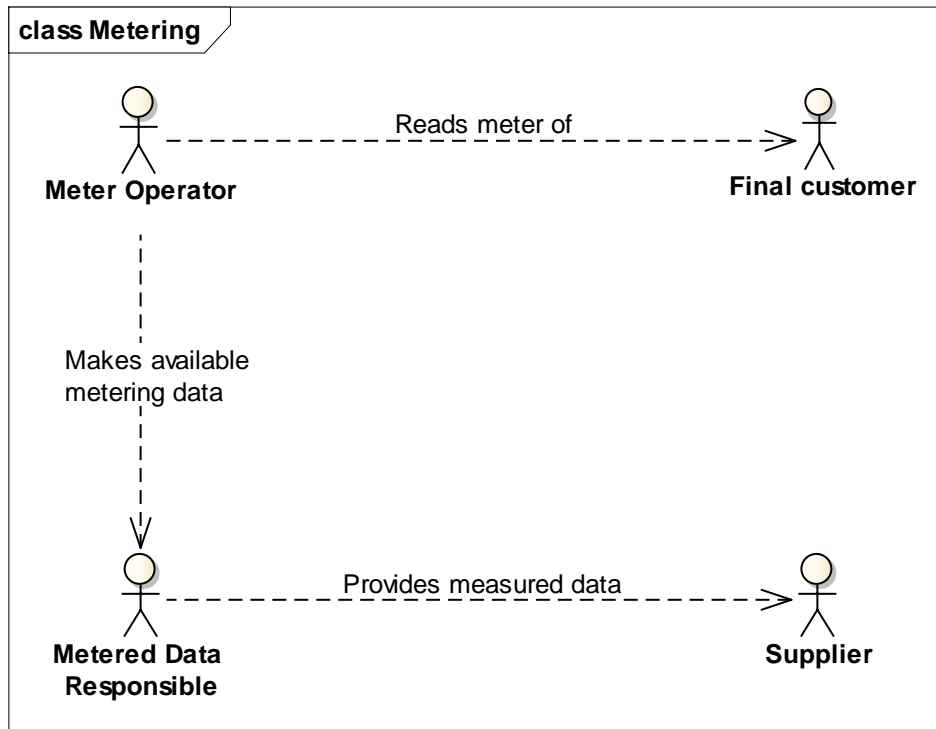 class Metering
Reads meter of
Meter Operator
Final customer
Makes available
metering data
Provides measured data
Metered Data
Responsible
Supplier